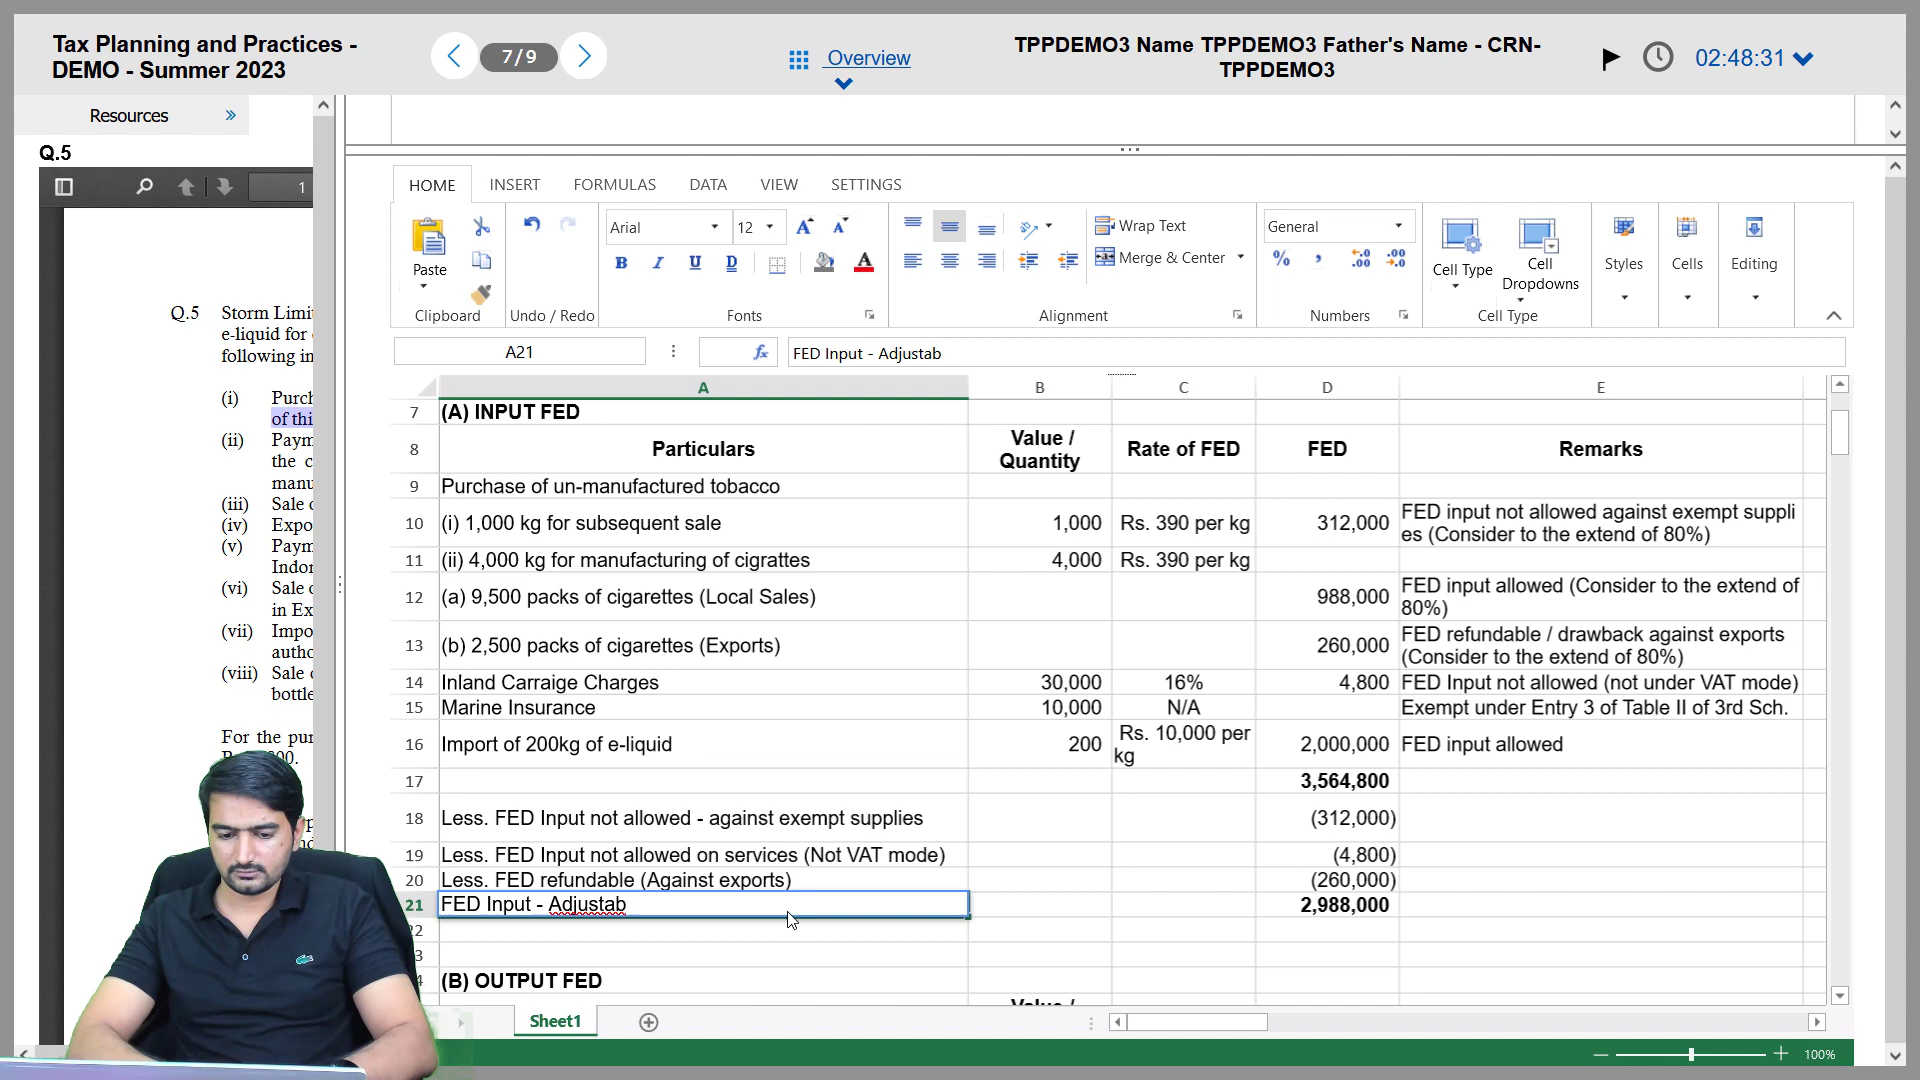 Tax Planning and Practices -
DEMO - Summer 2023
7/9
Overview
TPPDEMO3 Name TPPDEMO3 Father's Name - CRN-
TPPDEMO3
02:48:31
Resources
Q.5
1
Q.5 Storm Limi
e-liquid for
following in
(i) Purch
of thi
(ii) Paym
the c
manu
(iii) Sale
(iv) Expo
(v) Paym
Indor
(vi) Sale
in Ex
(vii) Impo
autho
(viii) Sale
bottle
For the pur
00.
HOME INSERT FORMULAS DATA VIEW SETTINGS
Paste
Clipboard
Undo / Redo
Arial 12
B I U D
Fonts
Wrap Text
Merge & Center
Alignment
General
Numbers
Cell Type
Cell Dropdowns
Cell Type
Styles
Cells
Editing
A21 fx FED Input - Adjustab
A B C D E
7 (A) INPUT FED
8 Particulars Value / Quantity Rate of FED FED Remarks
9 Purchase of un-manufactured tobacco
10 (i) 1,000 kg for subsequent sale 1,000 Rs. 390 per kg 312,000 FED input not allowed against exempt suppli
es (Consider to the extend of 80%)
11 (ii) 4,000 kg for manufacturing of cigrattes 4,000 Rs. 390 per kg
12 (a) 9,500 packs of cigarettes (Local Sales) 988,000 FED input allowed (Consider to the extend of
80%)
13 (b) 2,500 packs of cigarettes (Exports) 260,000 FED refundable / drawback against exports
(Consider to the extend of 80%)
14 Inland Carraige Charges 30,000 16% 4,800 FED Input not allowed (not under VAT mode)
15 Marine Insurance 10,000 N/A Exempt under Entry 3 of Table II of 3rd Sch.
16 Import of 200kg of e-liquid 200 Rs. 10,000 per kg 2,000,000 FED input allowed
17 3,564,800
18 Less. FED Input not allowed - against exempt supplies (312,000)
19 Less. FED Input not allowed on services (Not VAT mode) (4,800)
20 Less. FED refundable (Against exports) (260,000)
21 FED Input - Adjustab 2,988,000
22
3
4 (B) OUTPUT FED
Value /
Sheet1
100%